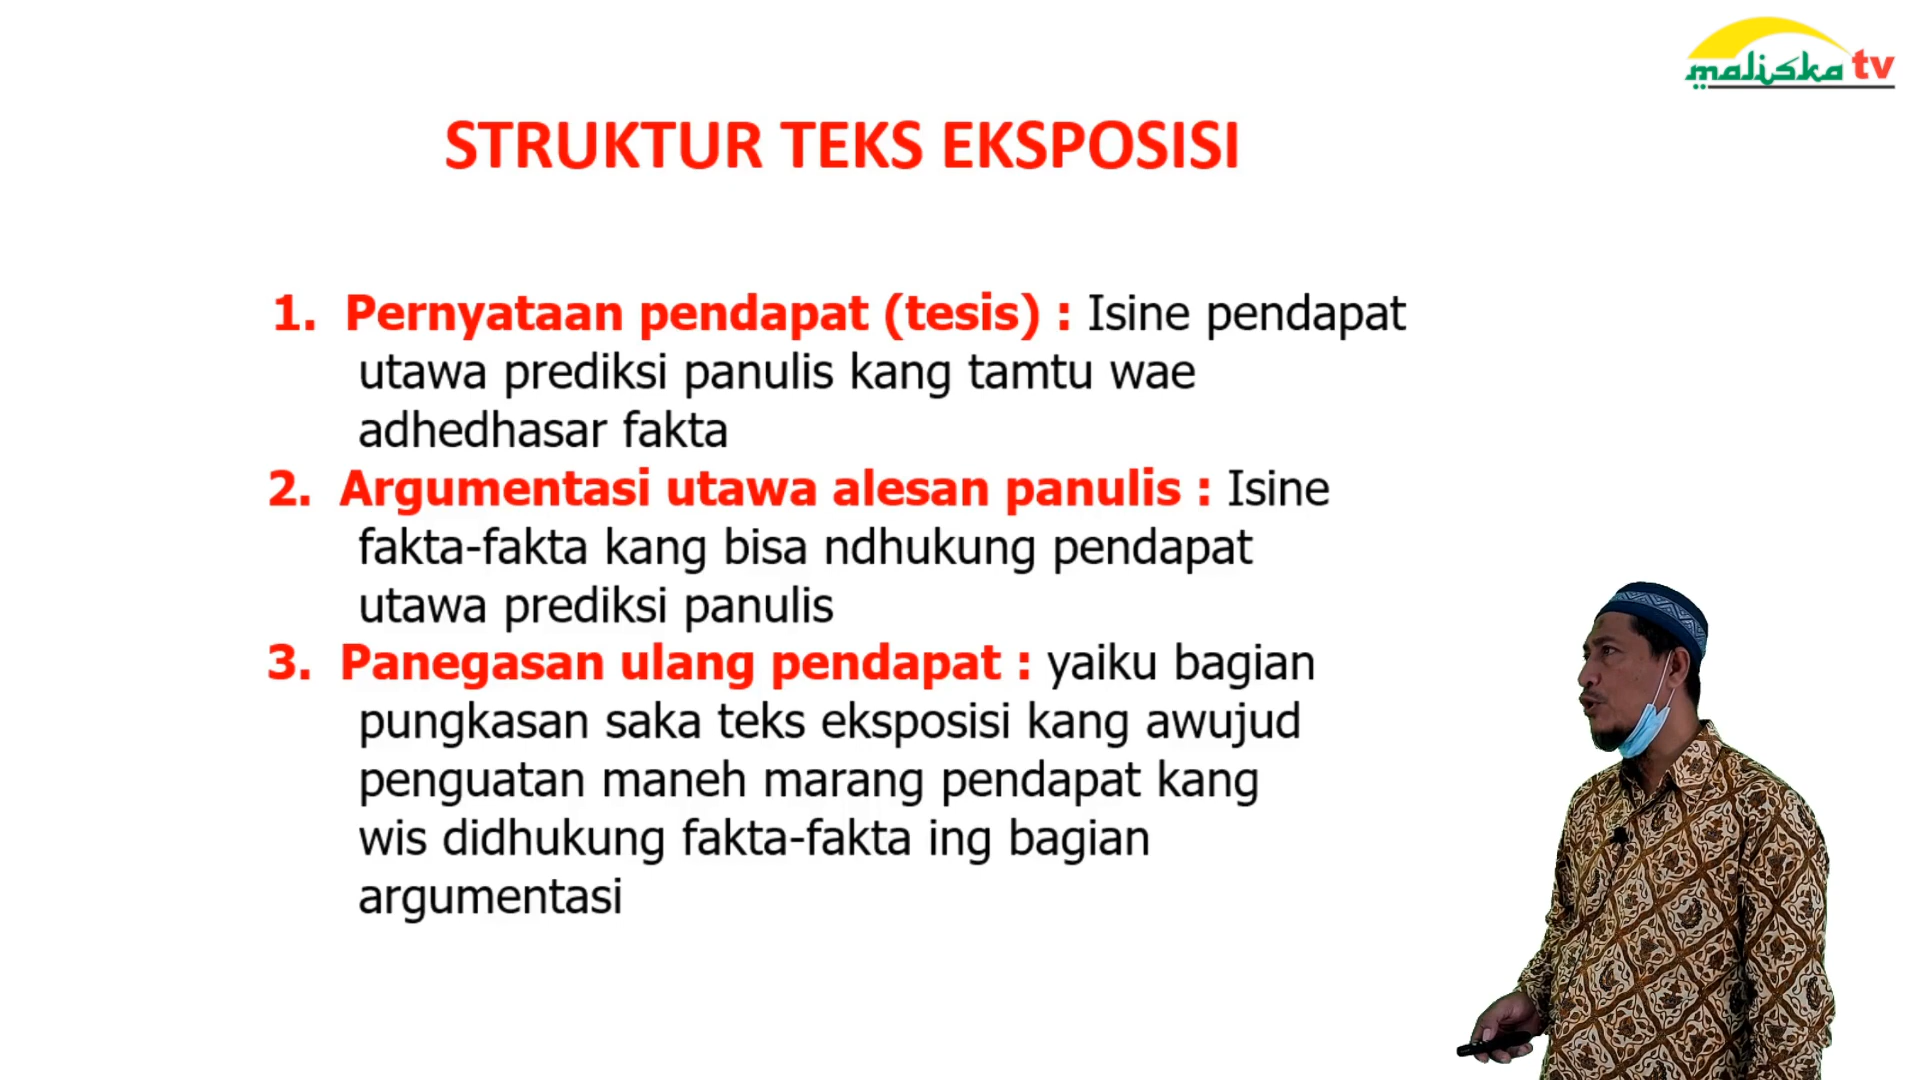 maliska tv
STRUKTUR TEKS EKSPOSISI
1. Pernyataan pendapat (tesis) : Isine pendapat
utawa prediksi panulis kang tamtu wae
adhedhasar fakta
2. Argumentasi utawa alesan panulis : Isine
fakta-fakta kang bisa ndhukung pendapat
utawa prediksi panulis
3. Panegasan ulang pendapat : yaiku bagian
pungkasan saka teks eksposisi kang awujud
penguatan maneh marang pendapat kang
wis didhukung fakta-fakta ing bagian
argumentasi